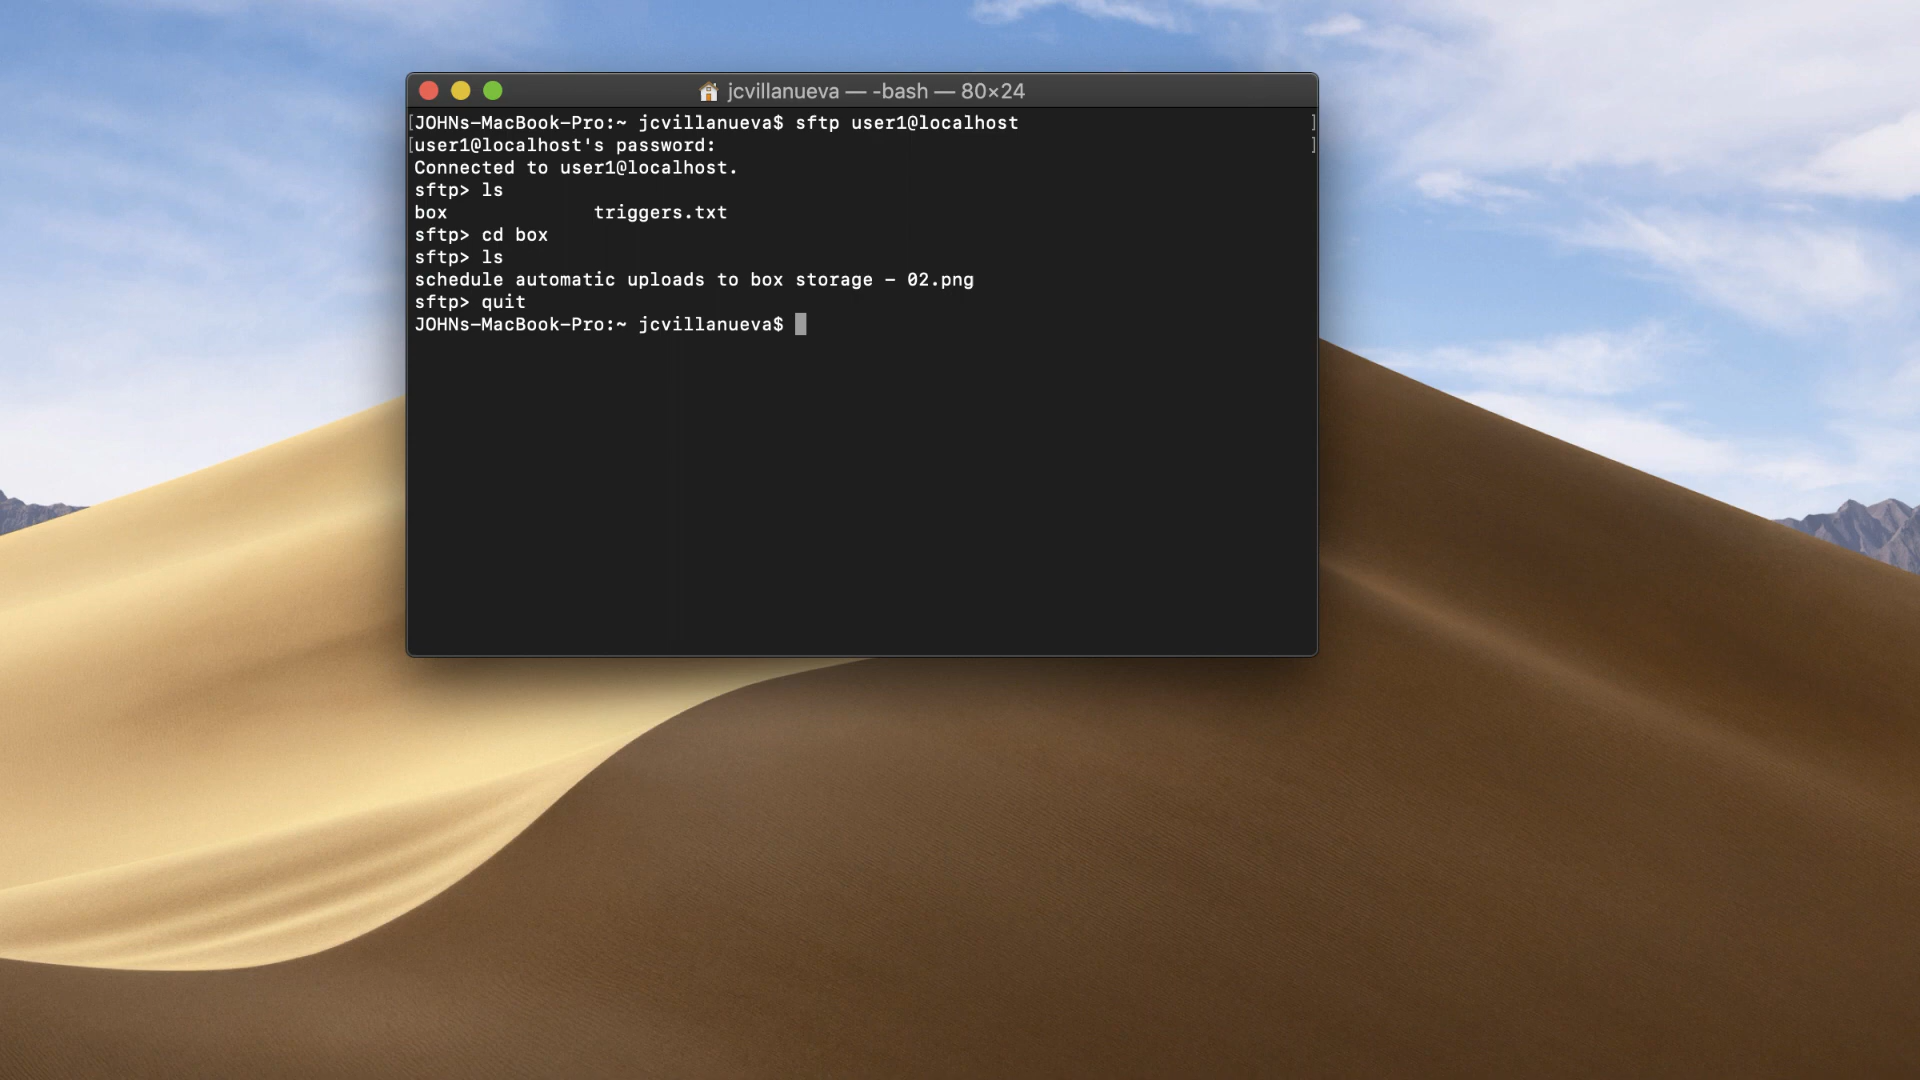 jcvillanueva — -bash — 80×24
[JOHNs-MacBook-Pro:~ jcvillanueva$ sftp user1@localhost ]
[user1@localhost's password: ]
Connected to user1@localhost.
sftp> ls
box triggers.txt
sftp> cd box
sftp> ls
schedule automatic uploads to box storage - 02.png
sftp> quit
JOHNs-MacBook-Pro:~ jcvillanueva$